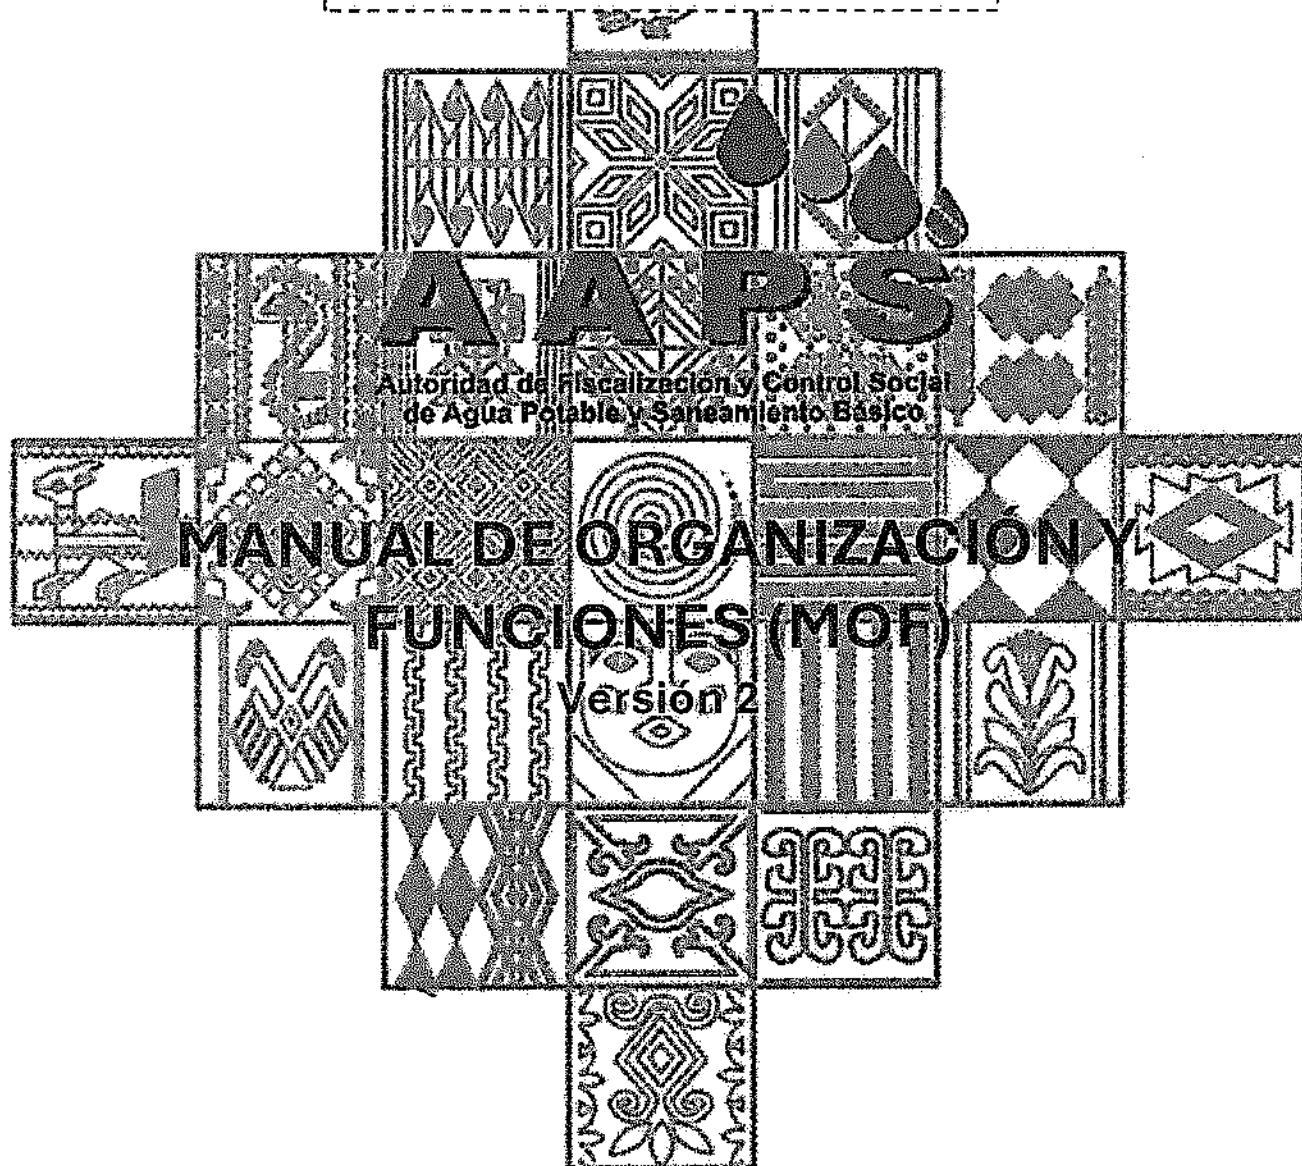 AAPS
Autoridad de Fiscalización y Control Social
de Agua Potable y Saneamiento Básico
MANUAL DE ORGANIZACIÓN Y
FUNCIONES (MOF)
Versión 2